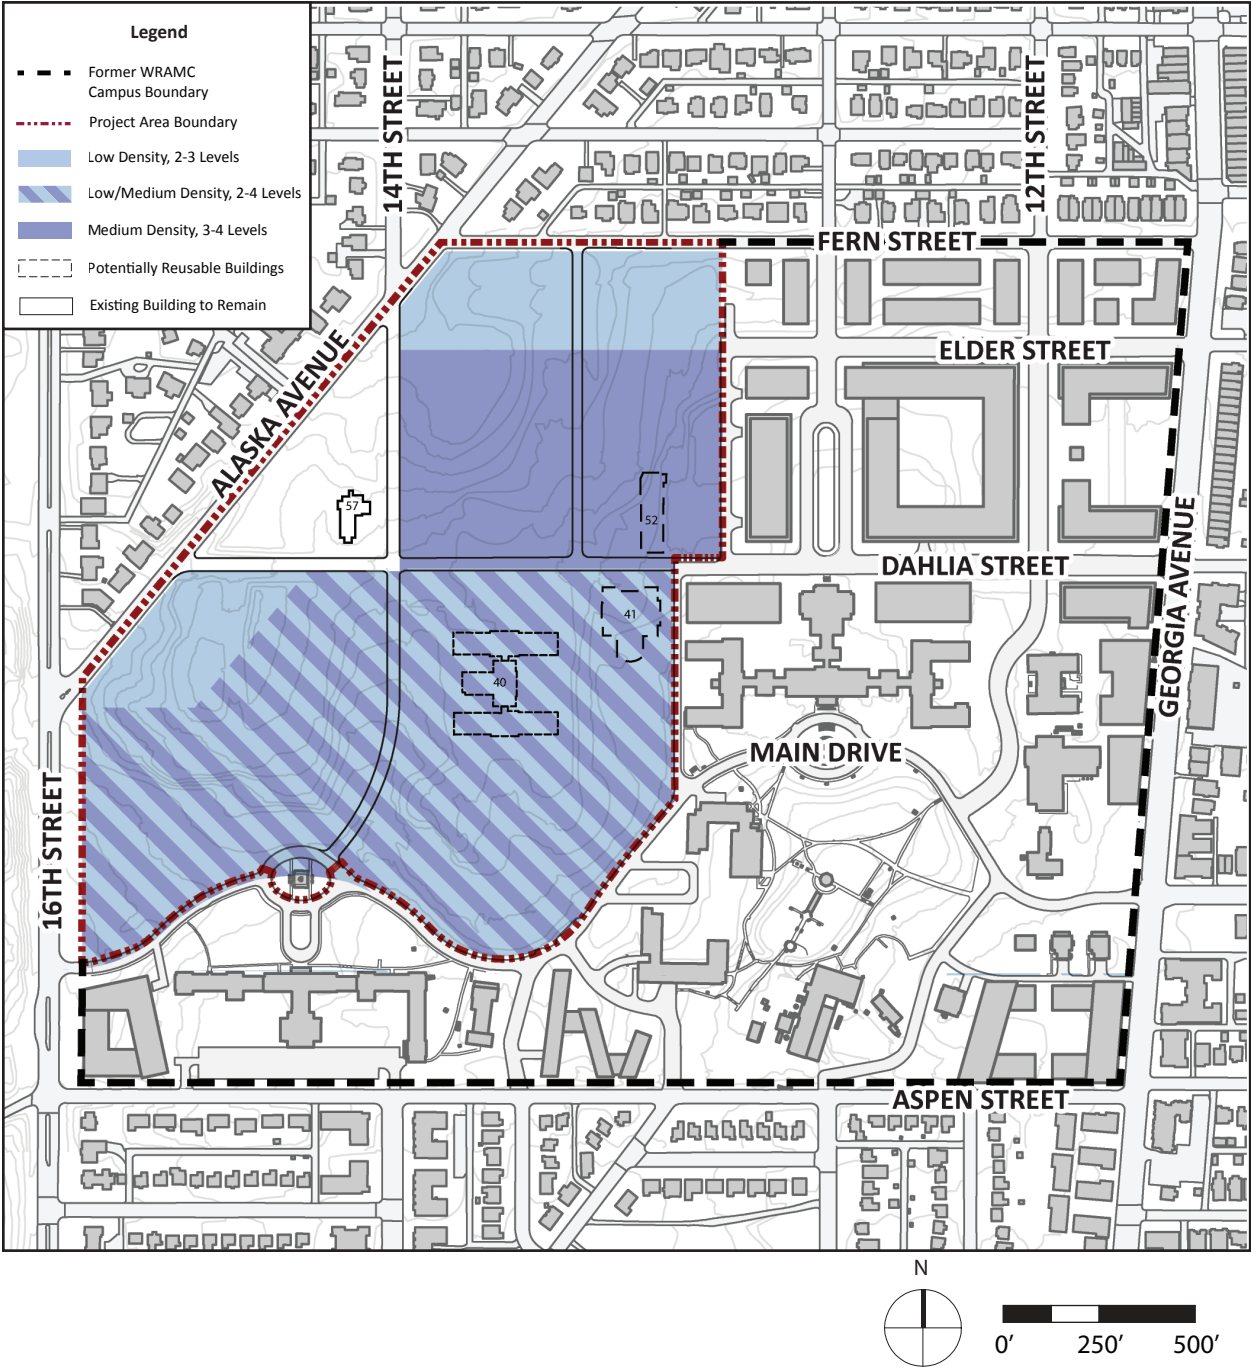 Legend
Former WRAMC
Campus Boundary
Project Area Boundary
Low Density, 2-3 Levels
Low/Medium Density, 2-4 Levels
Medium Density, 3-4 Levels
Potentially Reusable Buildings
Existing Building to Remain
14TH STREET
12TH STREET
FERN STREET
ELDER STREET
ALASKA AVENUE
57
52
DAHLIA STREET
GEORGIA AVENUE
41
40
MAIN DRIVE
16TH STREET
ASPEN STREET
N
0’ 250’ 500’